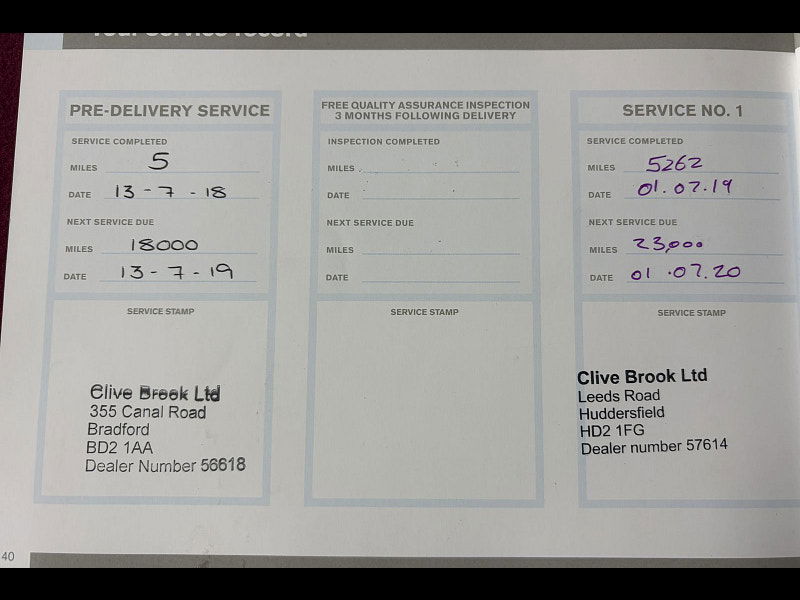 Your service record
PRE-DELIVERY SERVICE
SERVICE COMPLETED
MILES 5
DATE 13-7-18
NEXT SERVICE DUE
MILES 18000
DATE 13-7-19
SERVICE STAMP
Clive Brook Ltd
355 Canal Road
Bradford
BD2 1AA
Dealer Number 56618
FREE QUALITY ASSURANCE INSPECTION
3 MONTHS FOLLOWING DELIVERY
INSPECTION COMPLETED
MILES
DATE
NEXT SERVICE DUE
MILES
DATE
SERVICE STAMP
SERVICE NO. 1
SERVICE COMPLETED
MILES 5262
DATE 01.07.19
NEXT SERVICE DUE
MILES 23,000
DATE 01.07.20
SERVICE STAMP
Clive Brook Ltd
Leeds Road
Huddersfield
HD2 1FG
Dealer number 57614
40